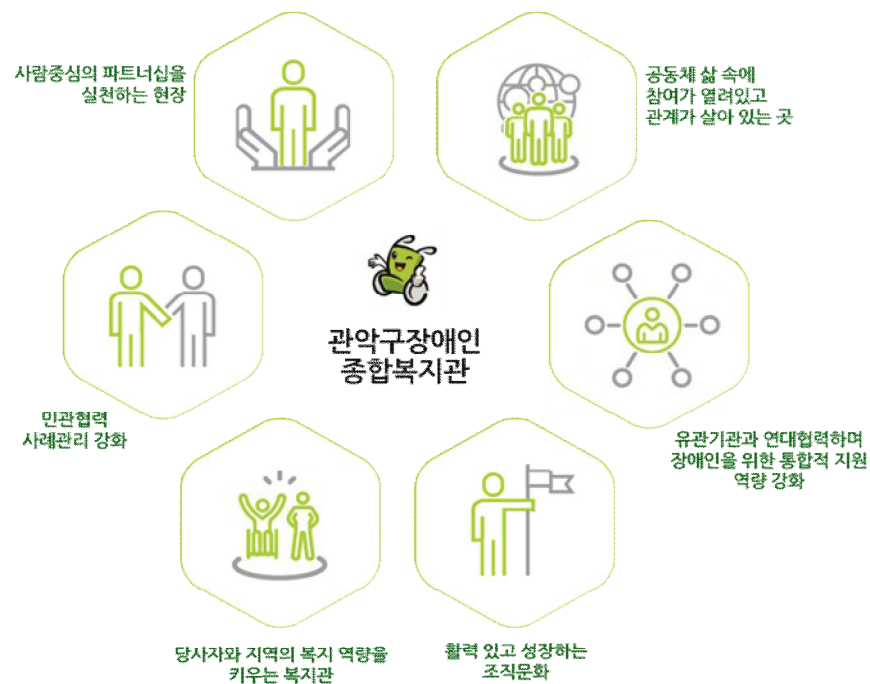 사람중심의 파트너십을
실천하는 현장
공동체 삶 속에
참여가 열려있고
관계가 살아 있는 곳
관악구장애인
종합복지관
민관협력
사례관리 강화
유관기관과 연대협력하며
장애인을 위한 통합적 지원
역량 강화
당사자와 지역의 복지 역량을
키우는 복지관
활력 있고 성장하는
조직문화